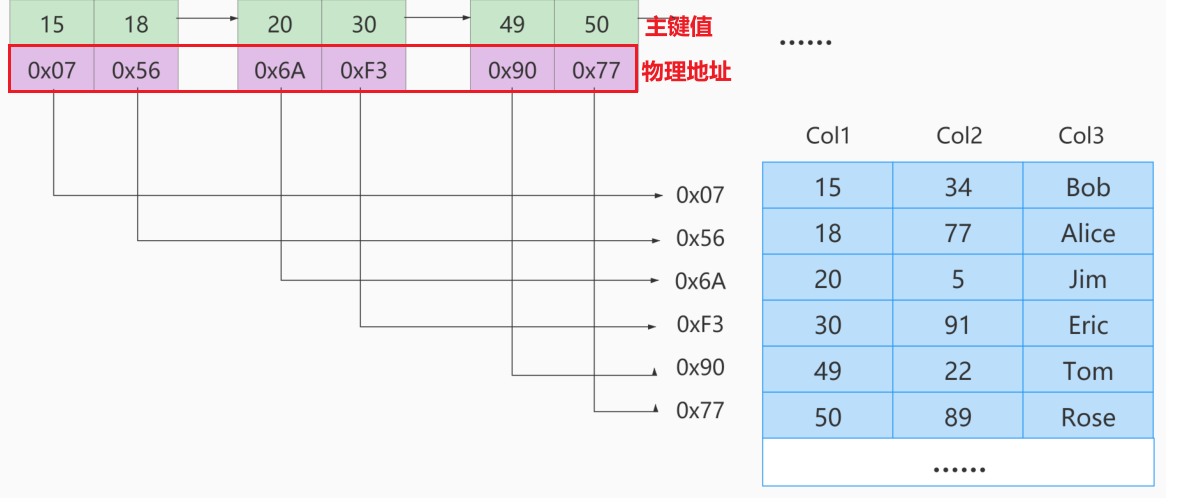 15 18 20 30 49 50 主键值
0x07 0x56 0x6A 0xF3 0x90 0x77 物理地址
......
Col1 Col2 Col3
0x07 15 34 Bob
0x56 18 77 Alice
0x6A 20 5 Jim
0xF3 30 91 Eric
0x90 49 22 Tom
0x77 50 89 Rose
......